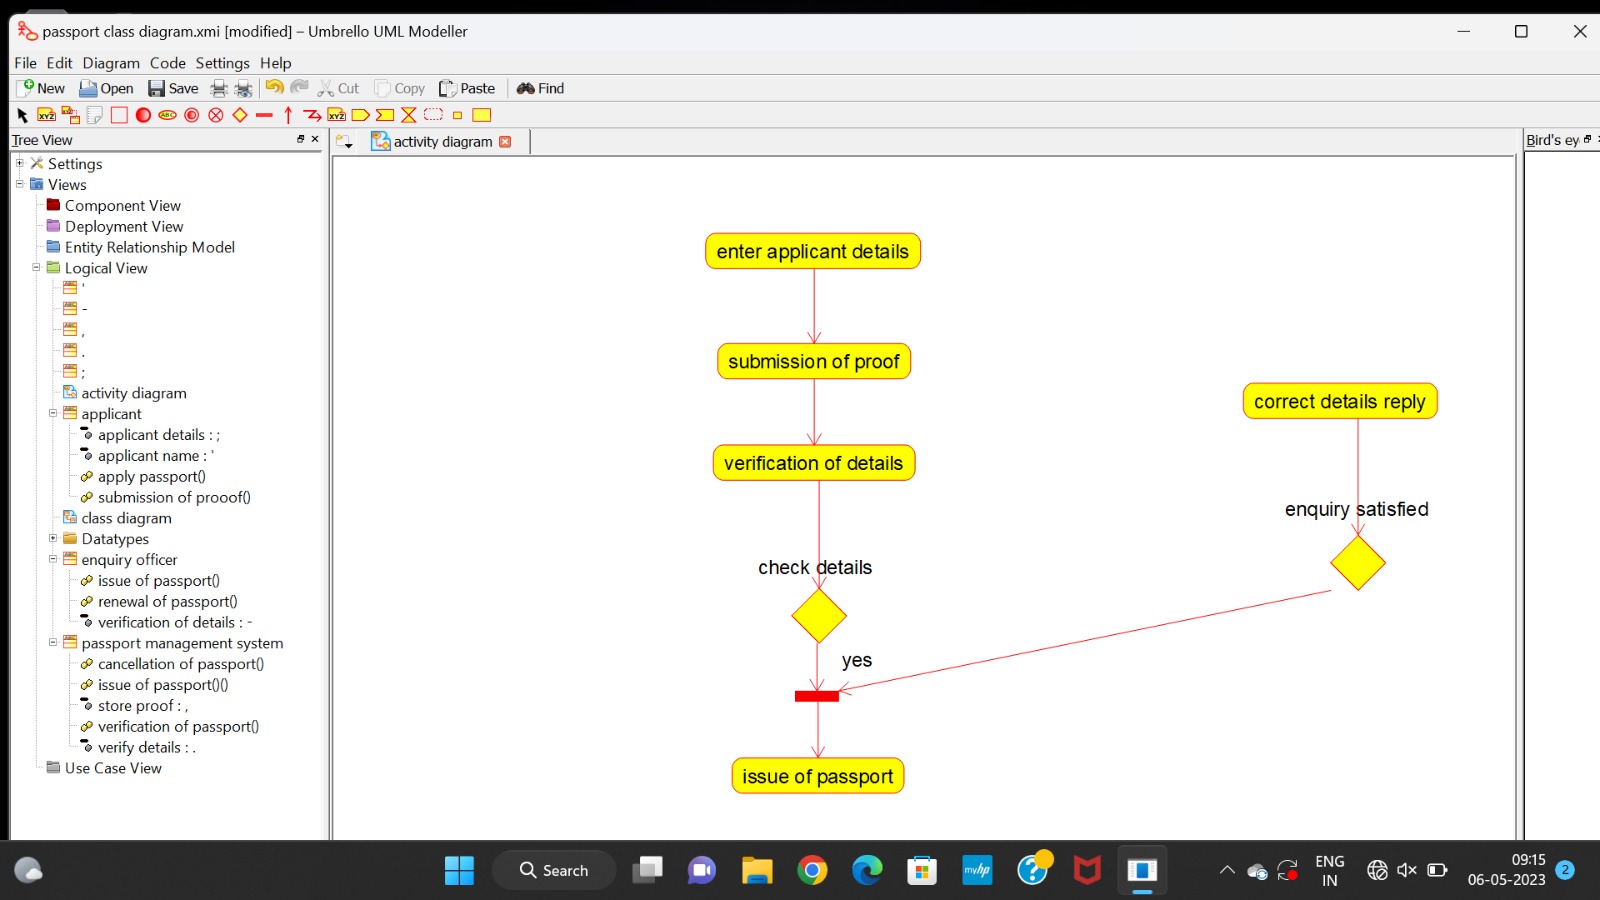 passport class diagram.xmi [modified] – Umbrello UML Modeller
File Edit Diagram Code Settings Help
New Open Save Cut Copy Paste Find
XYZ ABC XYZ
Tree View
activity diagram
Bird's ey
Settings
Views
Component View
Deployment View
Entity Relationship Model
Logical View
'
-
,
.
;
activity diagram
applicant
applicant details : ;
applicant name : '
apply passport()
submission of prooof()
class diagram
Datatypes
enquiry officer
issue of passport()
renewal of passport()
verification of details : -
passport management system
cancellation of passport()
issue of passport()()
store proof : ,
verification of passport()
verify details : .
Use Case View
enter applicant details
submission of proof
correct details reply
verification of details
enquiry satisfied
check details
yes
issue of passport
Search
myhp
ENG
IN
09:15
06-05-2023
2